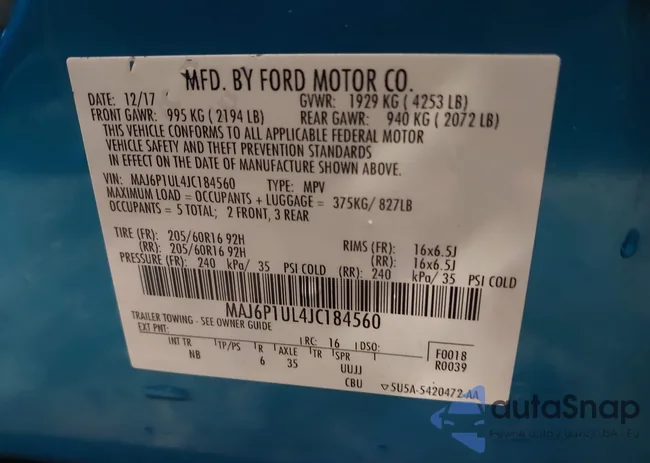 MFD. BY FORD MOTOR CO.
DATE: 12/17 GVWR: 1929 KG ( 4253 LB)
FRONT GAWR: 995 KG ( 2194 LB) REAR GAWR: 940 KG ( 2072 LB)
THIS VEHICLE CONFORMS TO ALL APPLICABLE FEDERAL MOTOR
VEHICLE SAFETY AND THEFT PREVENTION STANDARDS
IN EFFECT ON THE DATE OF MANUFACTURE SHOWN ABOVE.
VIN: MAJ6P1UL4JC184560 TYPE: MPV
MAXIMUM LOAD = OCCUPANTS + LUGGAGE = 375KG/ 827LB
OCCUPANTS = 5 TOTAL; 2 FRONT, 3 REAR
TIRE (FR): 205/60R16 92H RIMS (FR): 16x6.5J
(RR): 205/60R16 92H (RR): 16x6.5J
PRESSURE (FR): 240 kPa/ 35 PSI COLD (RR): 240 kPa/ 35 PSI COLD
MAJ6P1UL4JC184560
TRAILER TOWING - SEE OWNER GUIDE
EXT PNT: RC: 16 DSO: F0018
INT TR TP/PS R AXLE TR SPR R0039
NB 6 35 UUJJ
CBU 5U5A-5420472-AA
autoSnap